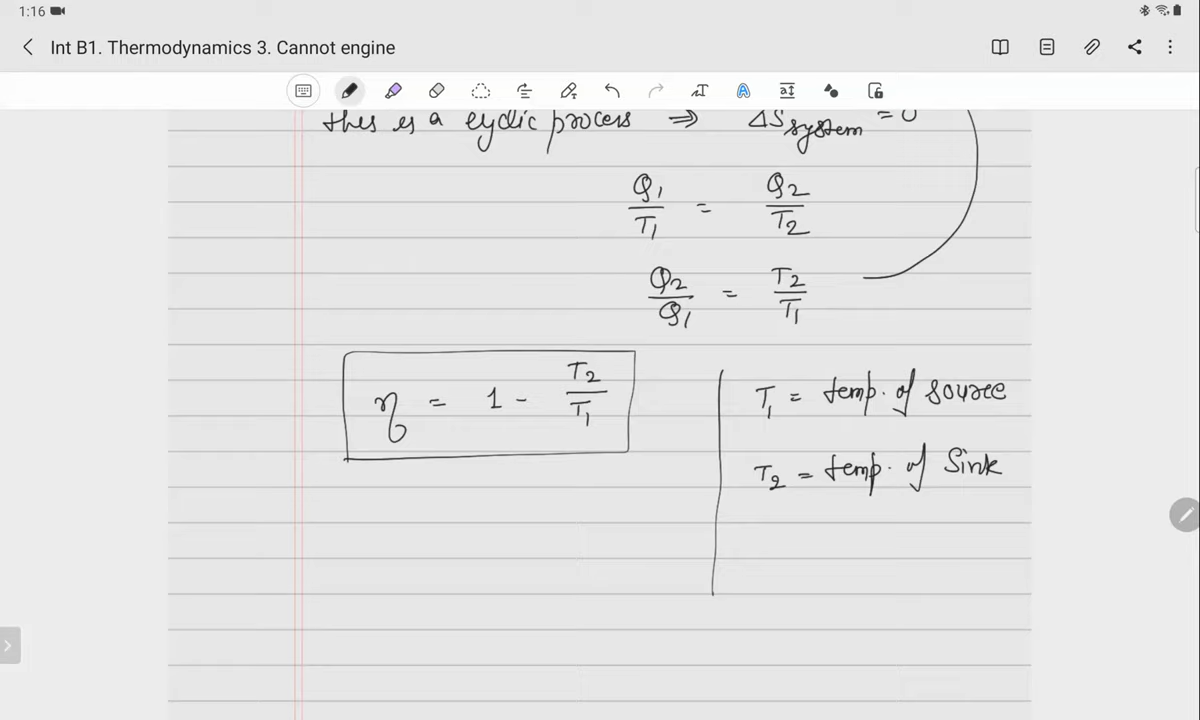 1:16
Int B1. Thermodynamics 3. Cannot engine
this is a cyclic process ⇒ ΔS system = 0
Q1/T1 = Q2/T2
Q2/Q1 = T2/T1
η = 1 - T2/T1
T1 = temp. of source
T2 = temp. of Sink